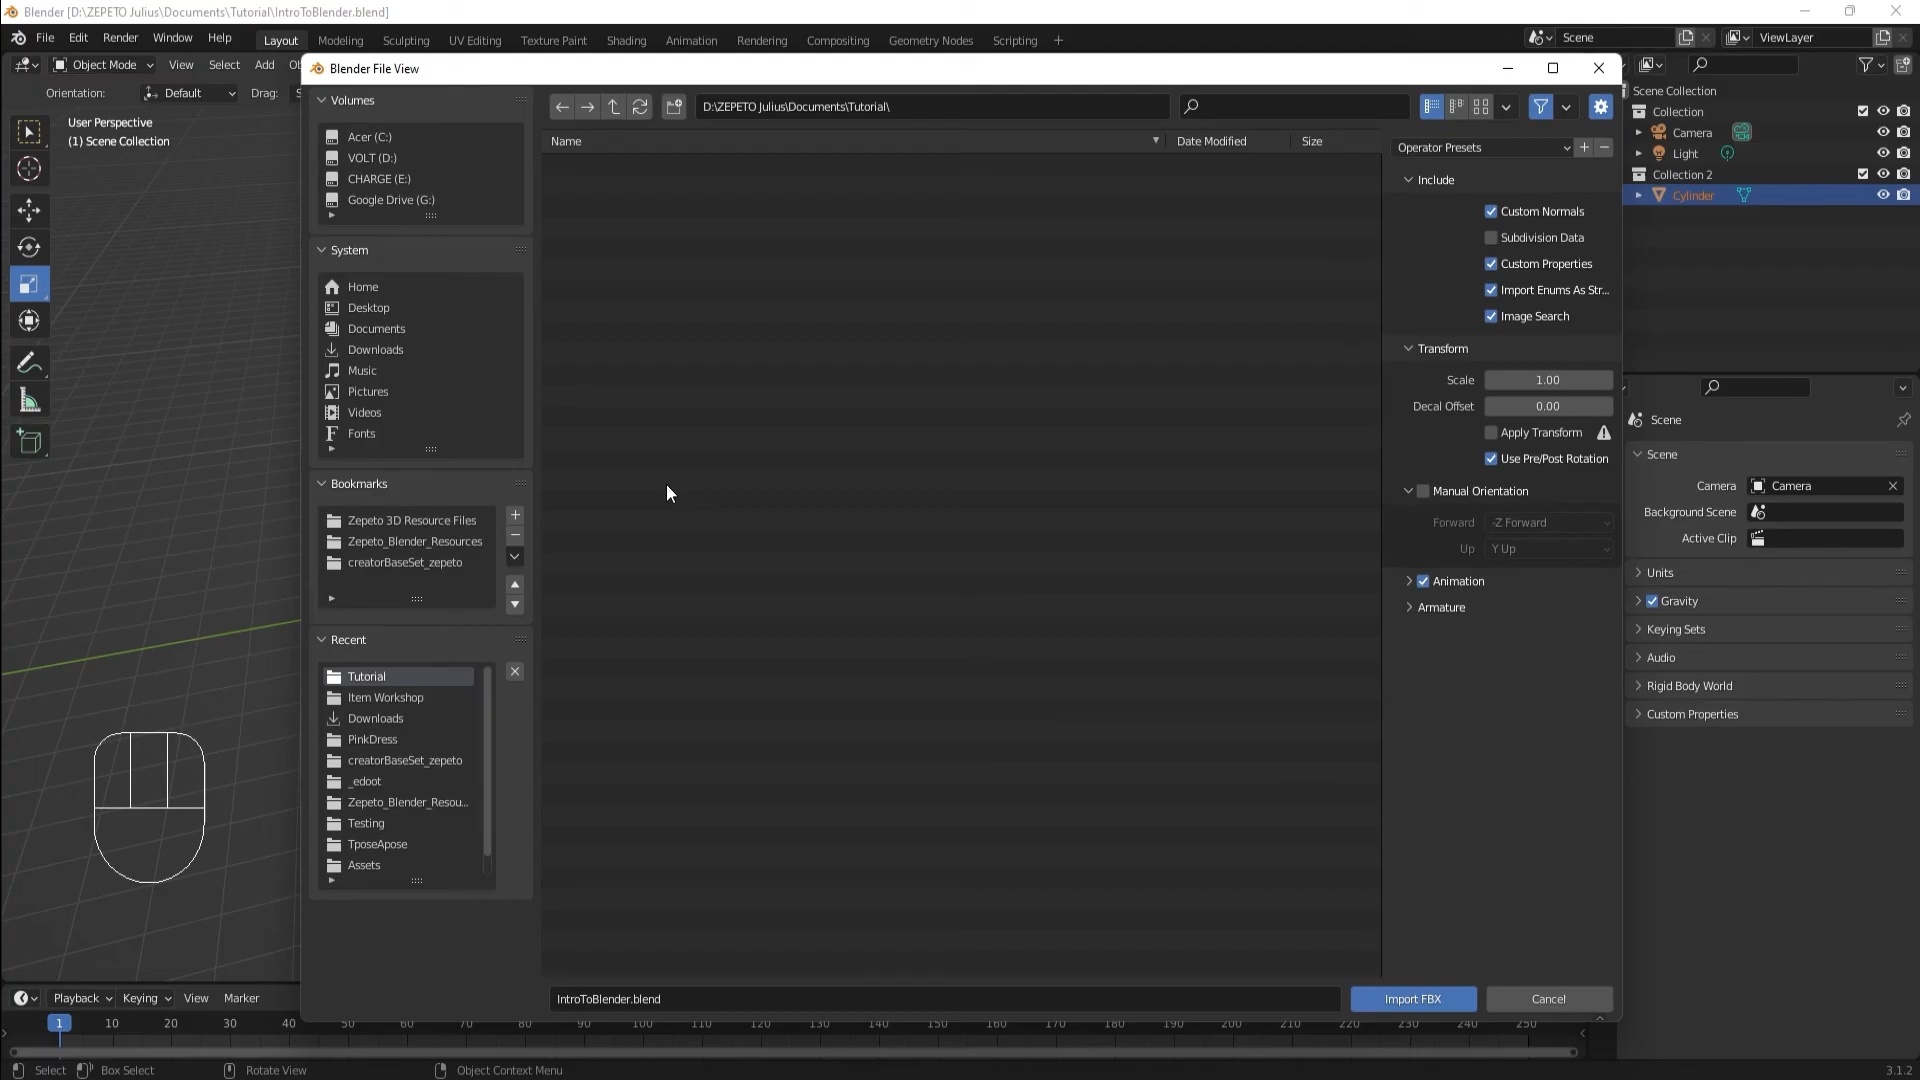 Blender [D:\ZEPETO Julius\Documents\Tutorial\IntroToBlender.blend]
File Edit Render Window Help Layout Modeling Sculpting UV Editing Texture Paint Shading Animation Rendering Compositing Geometry Nodes Scripting + Scene ViewLayer
Object Mode View Select Add
Orientation: Default Drag:
User Perspective
(1) Scene Collection
Blender File View
Volumes
Acer (C:)
VOLT (D:)
CHARGE (E:)
Google Drive (G:)
System
Home
Desktop
Documents
Downloads
Music
Pictures
Videos
Fonts
Bookmarks
Zepeto 3D Resource Files
Zepeto_Blender_Resources
creatorBaseSet_zepeto
Recent
Tutorial
Item Workshop
Downloads
PinkDress
creatorBaseSet_zepeto
_edoot
Zepeto_Blender_Resou...
Testing
TposeApose
Assets
D:\ZEPETO Julius\Documents\Tutorial\
Name Date Modified Size
IntroToBlender.blend
Import FBX Cancel
Operator Presets
Include
Custom Normals
Subdivision Data
Custom Properties
Import Enums As Str...
Image Search
Transform
Scale 1.00
Decal Offset 0.00
Apply Transform
Use Pre/Post Rotation
Manual Orientation
Forward -Z Forward
Up Y Up
Animation
Armature
Scene Collection
Collection
Camera
Light
Collection 2
Cylinder
Scene
Scene
Camera Camera
Background Scene
Active Clip
Units
Gravity
Keying Sets
Audio
Rigid Body World
Custom Properties
Playback Keying View Marker
1 10 20 30 40 50 60 70 80 90 100 110 120 130 140 150 160 170 180 190 200 210 220 230 240 250
Select Box Select Rotate View Object Context Menu 3.1.2